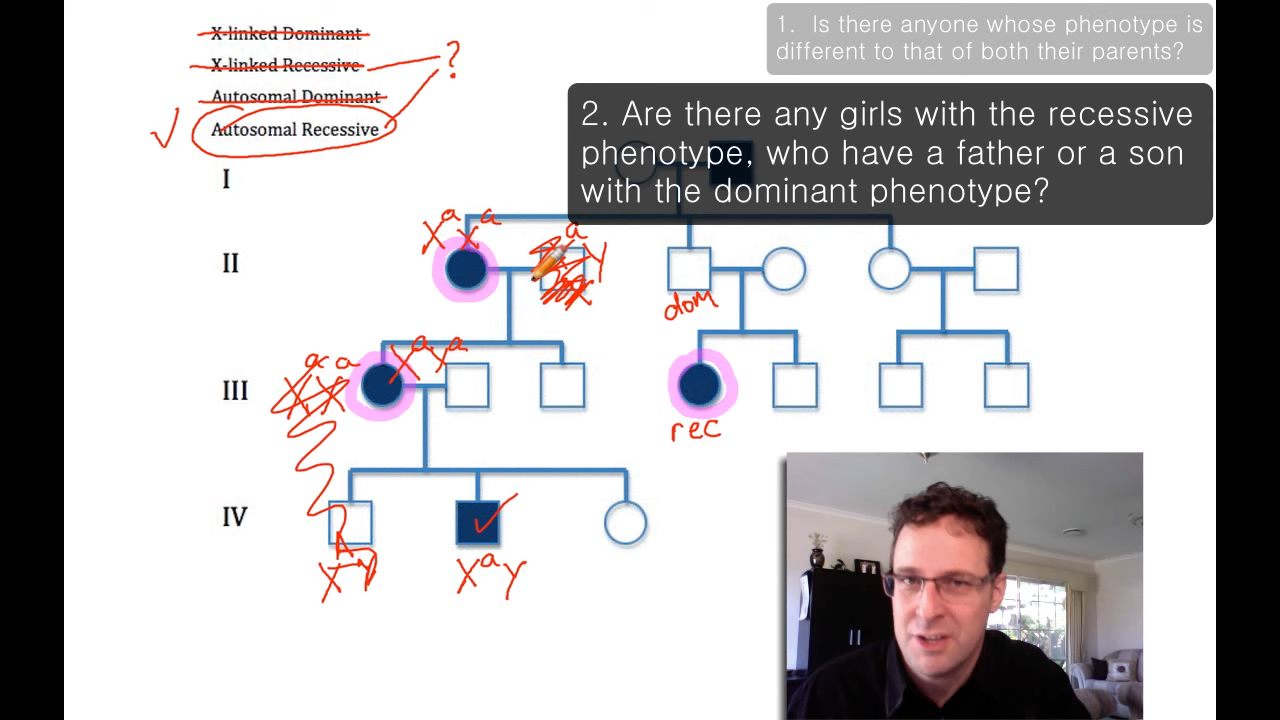 X-linked Dominant
X-linked Recessive
?
Autosomal Dominant
Autosomal Recessive
1. Is there anyone whose phenotype is
different to that of both their parents?
2. Are there any girls with the recessive
phenotype, who have a father or a son
with the dominant phenotype?
I
II
X^a X^a
a
Y
dom
III
a a
X X
X^a X^a
rec
IV
X^a Y